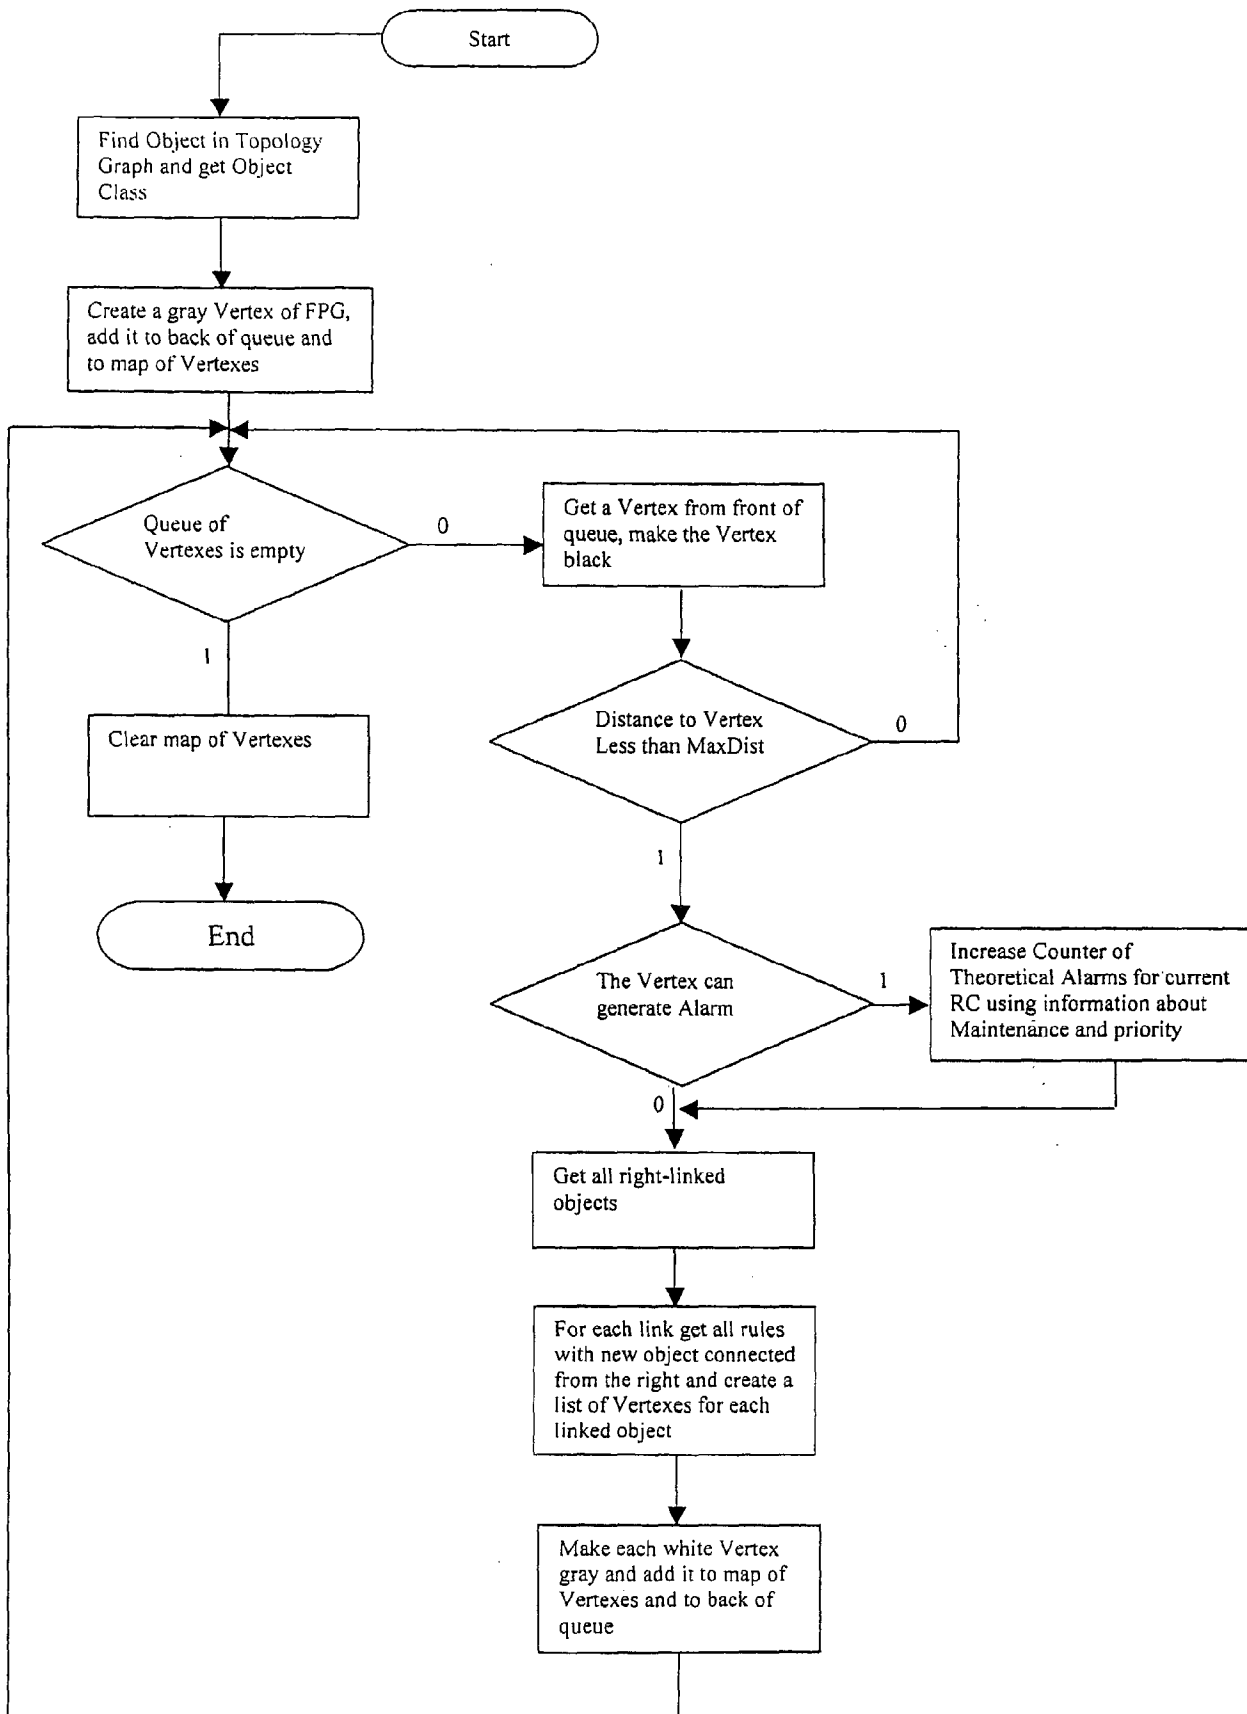 Start
Find Object in Topology
Graph and get Object
Class
Create a gray Vertex of FPG,
add it to back of queue and
to map of Vertexes
Queue of
Vertexes is empty
0
Get a Vertex from front of
queue, make the Vertex
black
1
Clear map of Vertexes
End
Distance to Vertex
Less than MaxDist
0
1
The Vertex can
generate Alarm
1
Increase Counter of
Theoretical Alarms for current
RC using information about
Maintenance and priority
0
Get all right-linked
objects
For each link get all rules
with new object connected
from the right and create a
list of Vertexes for each
linked object
Make each white Vertex
gray and add it to map of
Vertexes and to back of
queue